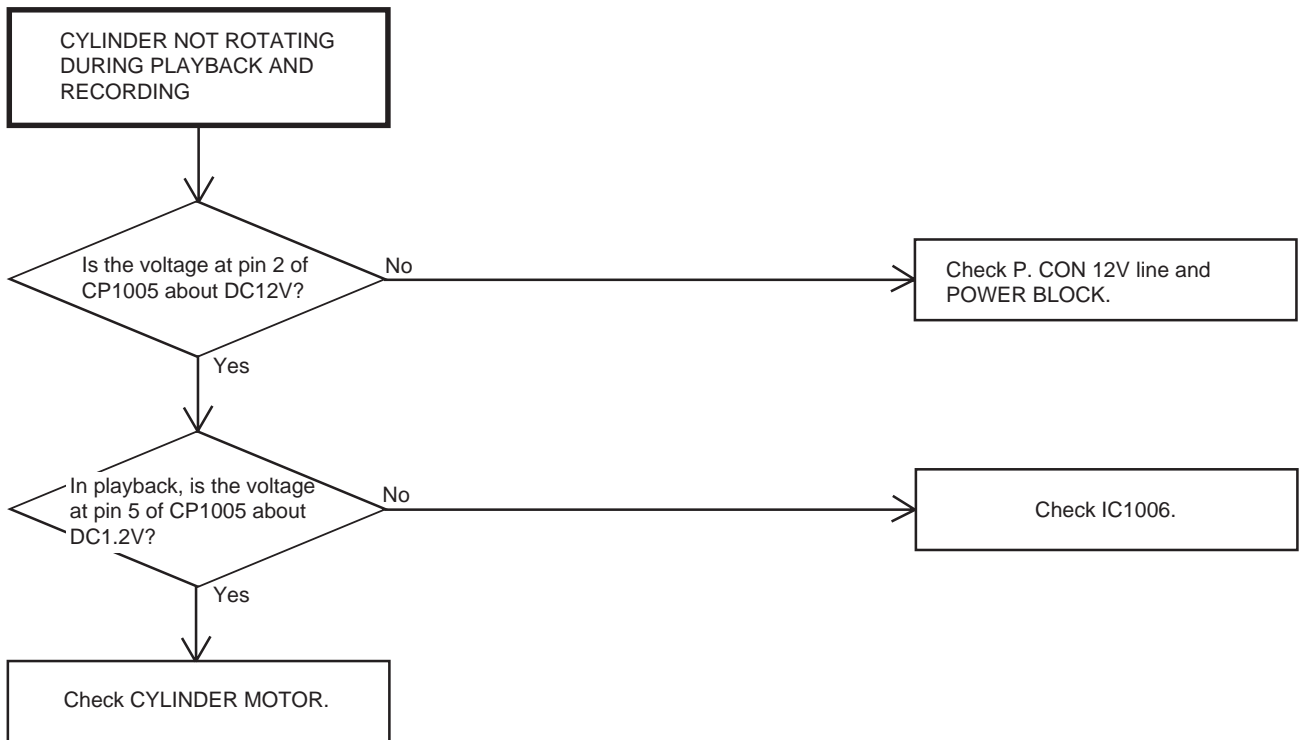 CYLINDER NOT ROTATING
DURING PLAYBACK AND
RECORDING
Is the voltage at pin 2 of
CP1005 about DC12V?
No
Check P. CON 12V line and
POWER BLOCK.
Yes
In playback, is the voltage
at pin 5 of CP1005 about
DC1.2V?
No
Check IC1006.
Yes
Check CYLINDER MOTOR.